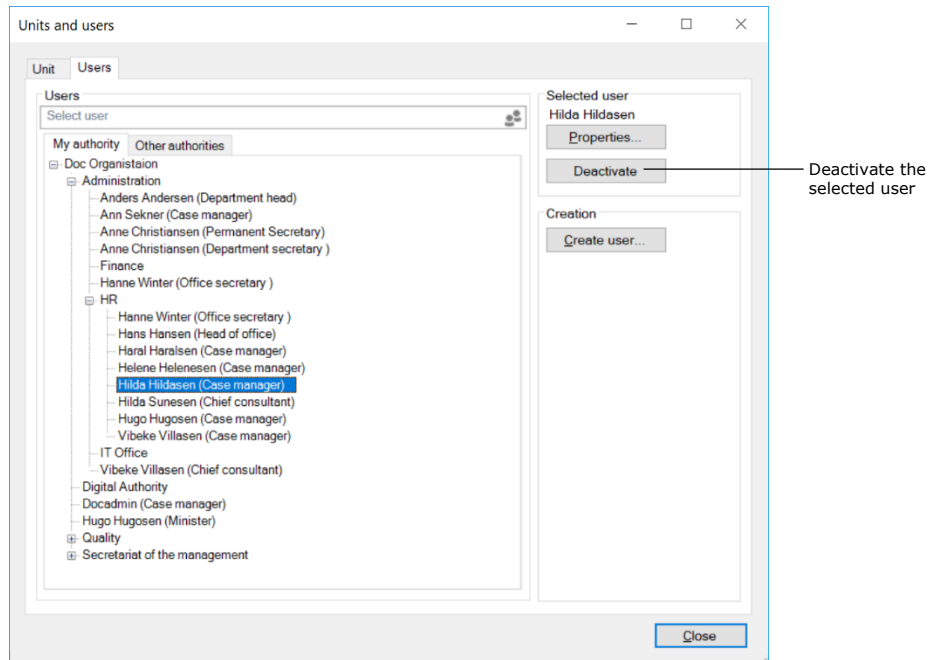 Units and users
Unit
Users
Users
Select user
My authority
Other authorities
Doc Organistaion
Administration
Anders Andersen (Department head)
Ann Sekner (Case manager)
Anne Christiansen (Permanent Secretary)
Anne Christiansen (Department secretary )
Finance
Hanne Winter (Office secretary )
HR
Hanne Winter (Office secretary )
Hans Hansen (Head of office)
Haral Haralsen (Case manager)
Helene Helenesen (Case manager)
Hilda Hildasen (Case manager)
Hilda Sunesen (Chief consultant)
Hugo Hugosen (Case manager)
Vibeke Villasen (Case manager)
IT Office
Vibeke Villasen (Chief consultant)
Digital Authority
Docadmin (Case manager)
Hugo Hugosen (Minister)
Quality
Secretariat of the management
Selected user
Hilda Hildasen
Properties...
Deactivate
Creation
Create user...
Close
Deactivate the
selected user